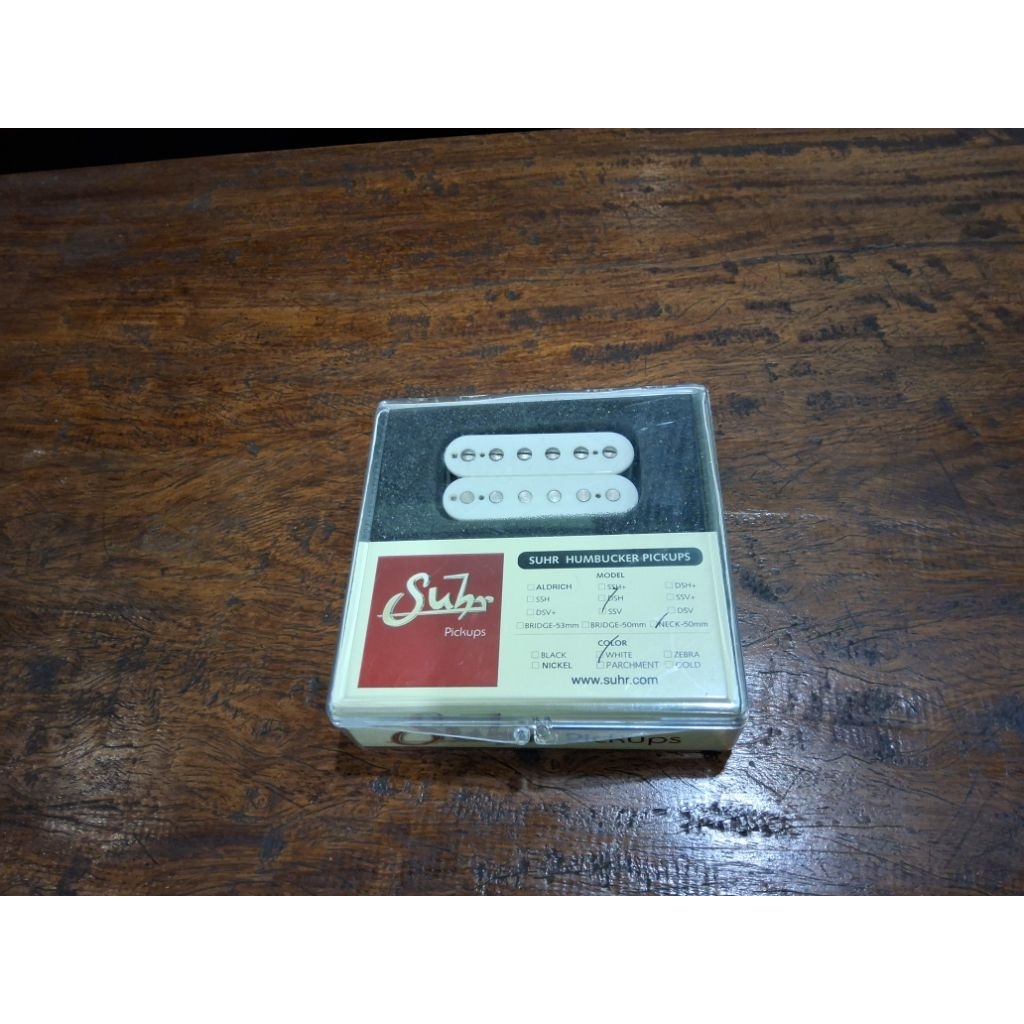 Suhr
Pickups
SUHR HUMBUCKER PICKUPS
MODEL
ALDRICH SSH+ DSH+
SSH DSH SSV+
DSV+ SSV DSV
BRIDGE-53mm BRIDGE-50mm NECK-50mm
COLOR
BLACK WHITE ZEBRA
NICKEL PARCHMENT GOLD
www.suhr.com
Pickups